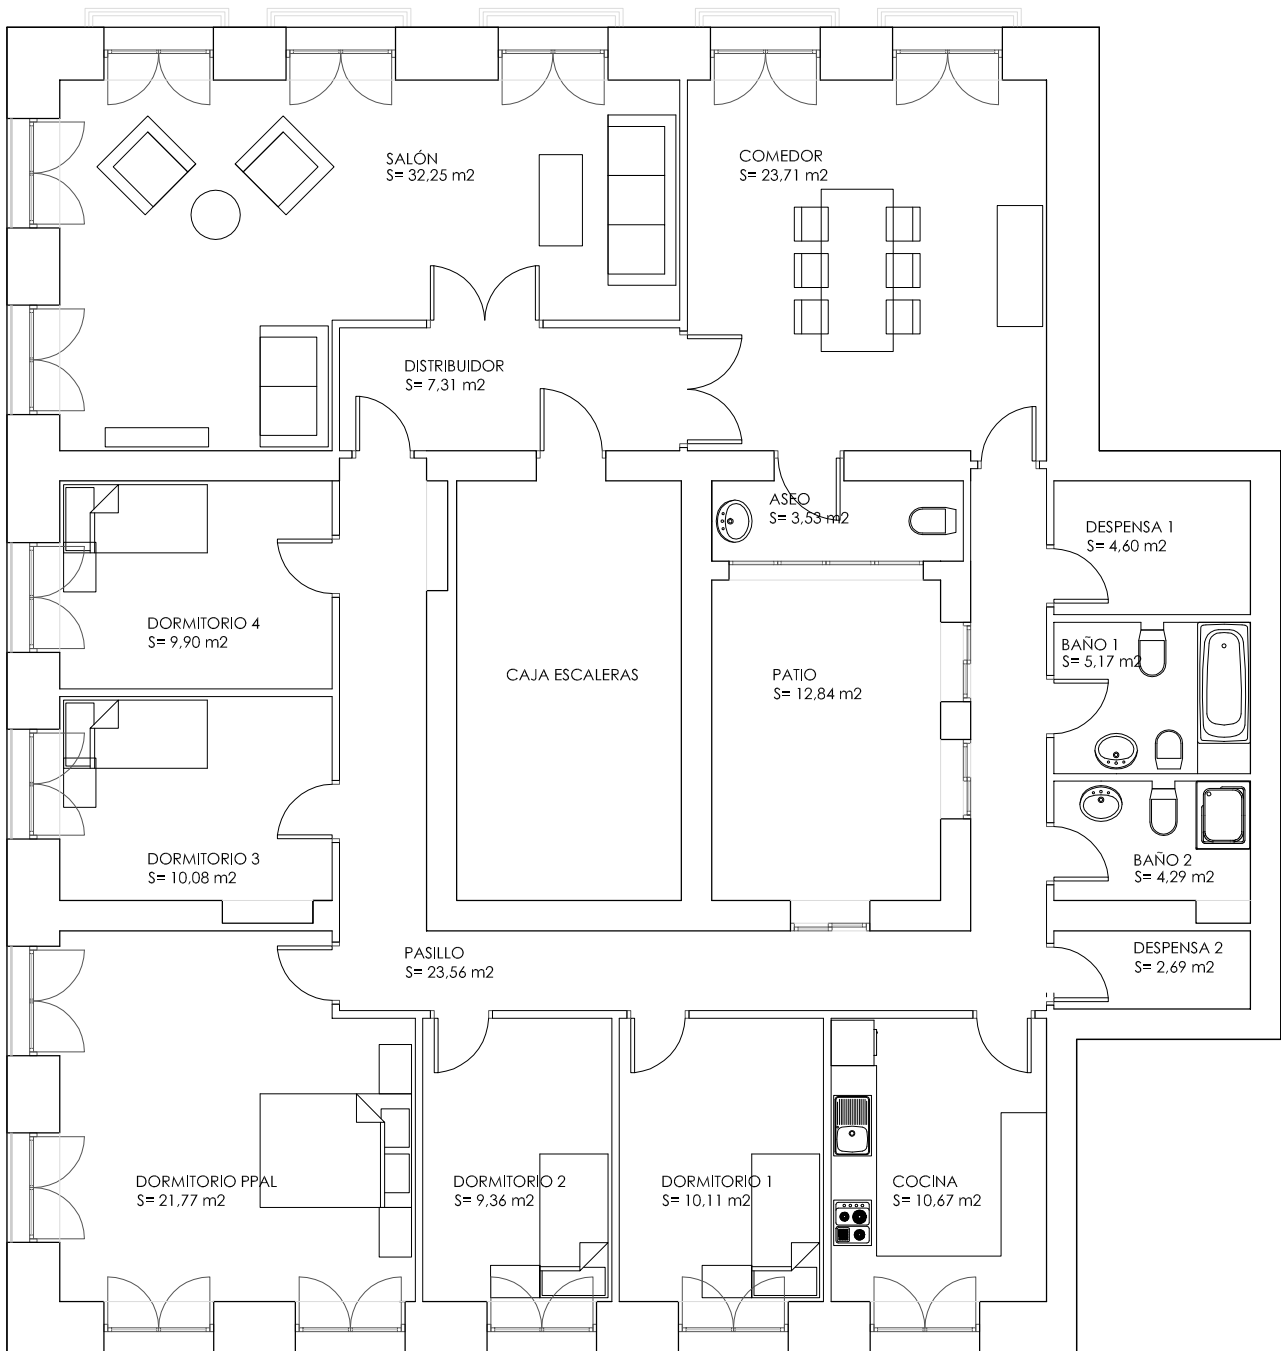 SALÓN
S= 32,25 m2
COMEDOR
S= 23,71 m2
DISTRIBUIDOR
S= 7,31 m2
ASEO
S= 3,53 m2
DESPENSA 1
S= 4,60 m2
DORMITORIO 4
S= 9,90 m2
BAÑO 1
S= 5,17 m2
CAJA ESCALERAS
PATIO
S= 12,84 m2
DORMITORIO 3
S= 10,08 m2
BAÑO 2
S= 4,29 m2
PASILLO
S= 23,56 m2
DESPENSA 2
S= 2,69 m2
DORMITORIO PPAL
S= 21,77 m2
DORMITORIO 2
S= 9,36 m2
DORMITORIO 1
S= 10,11 m2
COCINA
S= 10,67 m2